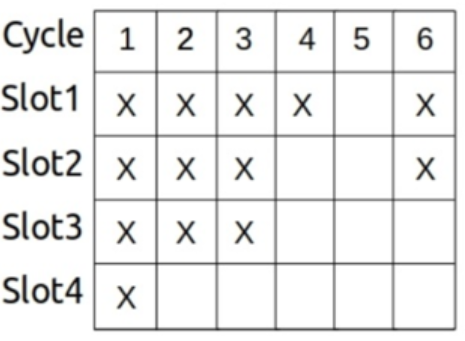 Cycle 1 2 3 4 5 6
Slot1 X X X X X
Slot2 X X X X
Slot3 X X X
Slot4 X